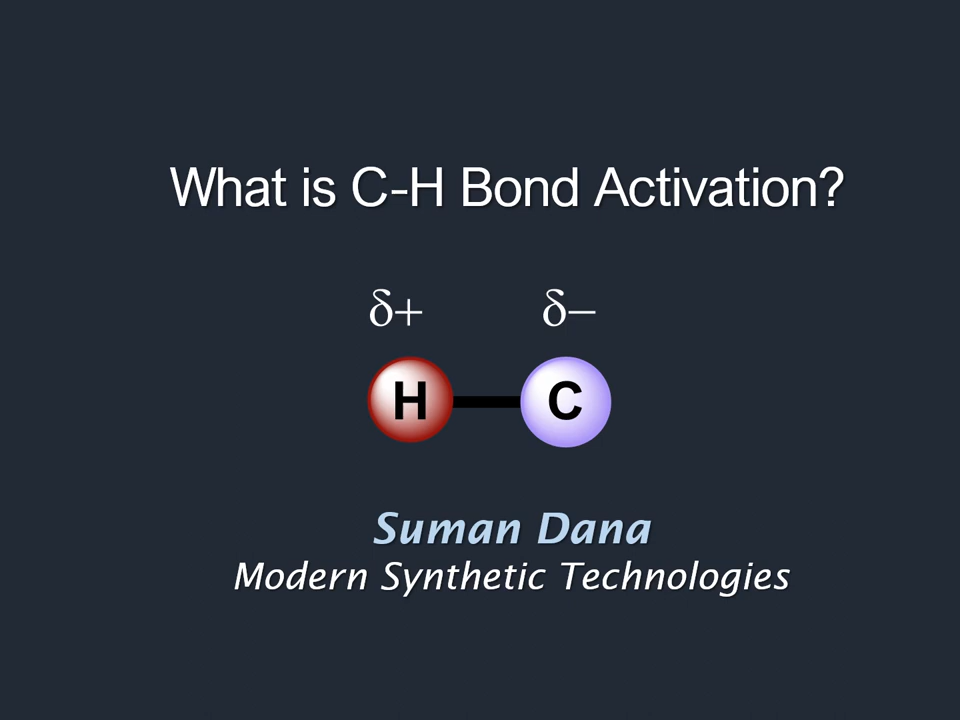 What is C-H Bond Activation?
δ+ δ−
H C
Suman Dana
Modern Synthetic Technologies